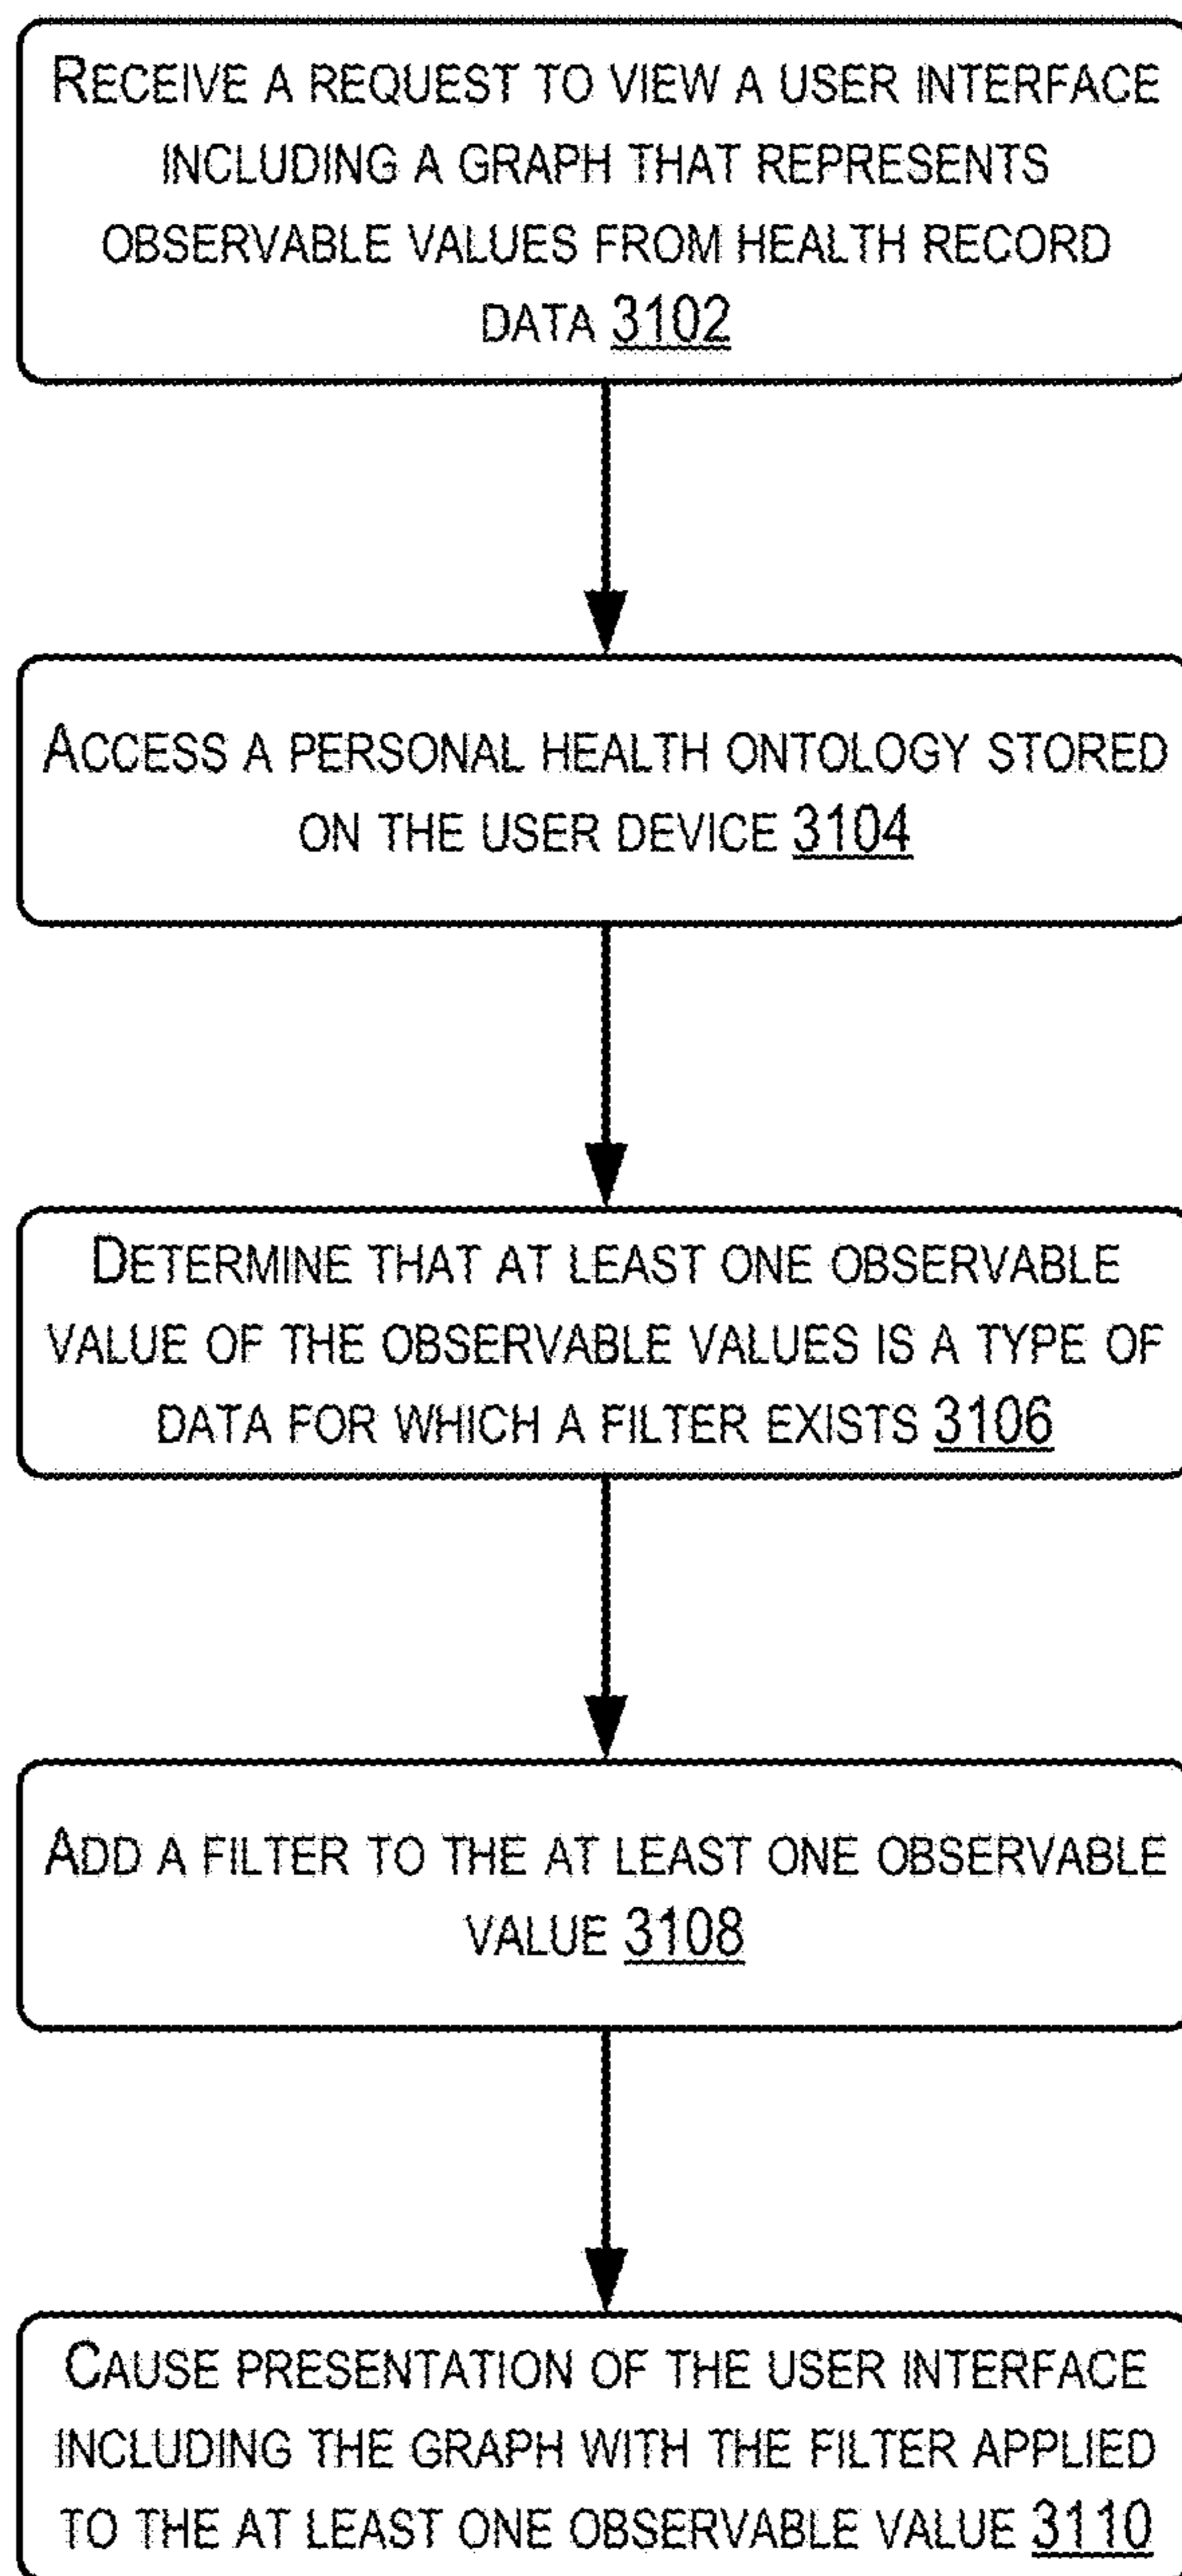 RECEIVE A REQUEST TO VIEW A USER INTERFACE
INCLUDING A GRAPH THAT REPRESENTS
OBSERVABLE VALUES FROM HEALTH RECORD
DATA 3102
ACCESS A PERSONAL HEALTH ONTOLOGY STORED
ON THE USER DEVICE 3104
DETERMINE THAT AT LEAST ONE OBSERVABLE
VALUE OF THE OBSERVABLE VALUES IS A TYPE OF
DATA FOR WHICH A FILTER EXISTS 3106
ADD A FILTER TO THE AT LEAST ONE OBSERVABLE
VALUE 3108
CAUSE PRESENTATION OF THE USER INTERFACE
INCLUDING THE GRAPH WITH THE FILTER APPLIED
TO THE AT LEAST ONE OBSERVABLE VALUE 3110